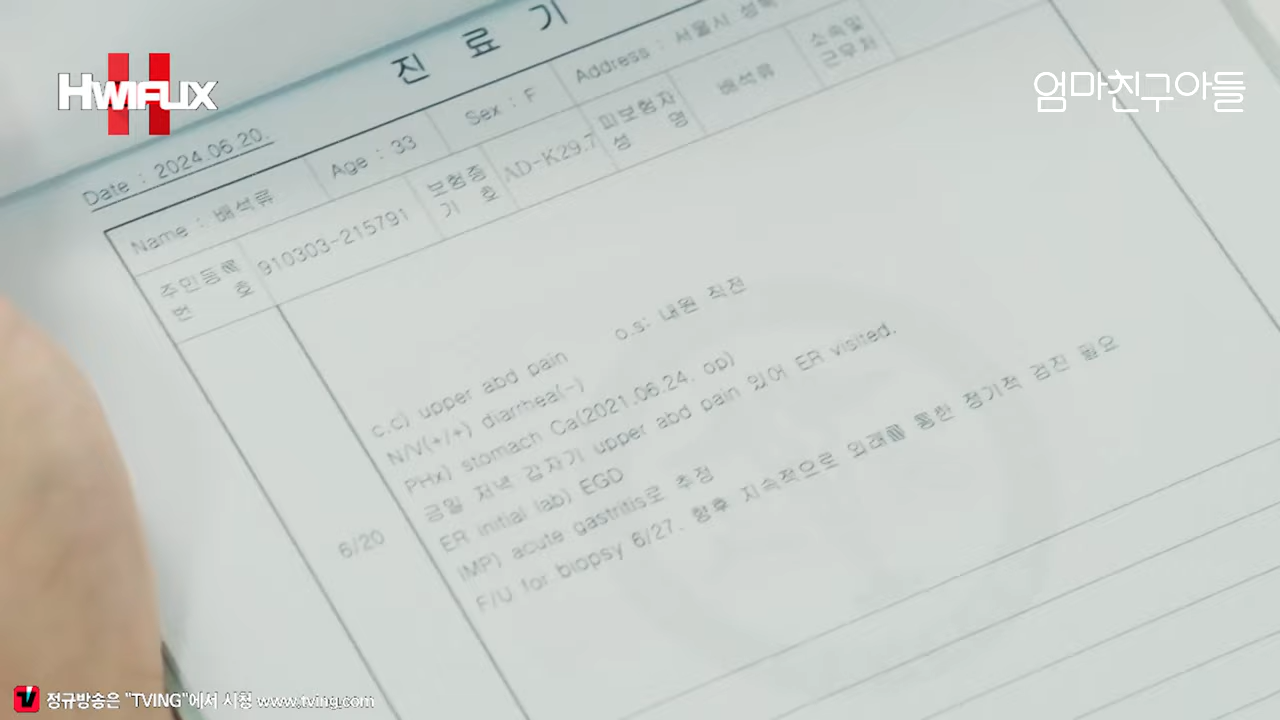 HWIFLIX
엄마친구아들
진 료 기
Date : 2024.06.20.
Name : 배석류 Age : 33 Sex : F Address : 서울시 성북
주민등록번 호 910303-215791 보험증기 호 AD-K29.7 피보험자성 명 배석류 소속및근무처
c.c) upper abd pain o.s: 내원 직전
N/V(+/+) diarrhea(-)
PHx) stomach Ca(2021.06.24. op)
금일 저녁 갑자기 upper abd pain 있어 ER visited.
ER initial lab) EGD
IMP) acute gastritis로 추정
6/20
F/U for biopsy 6/27. 향후 지속적으로 외래를 통한 정기적 검진 필요
정규방송은 "TVING"에서 시청 www.tving.com